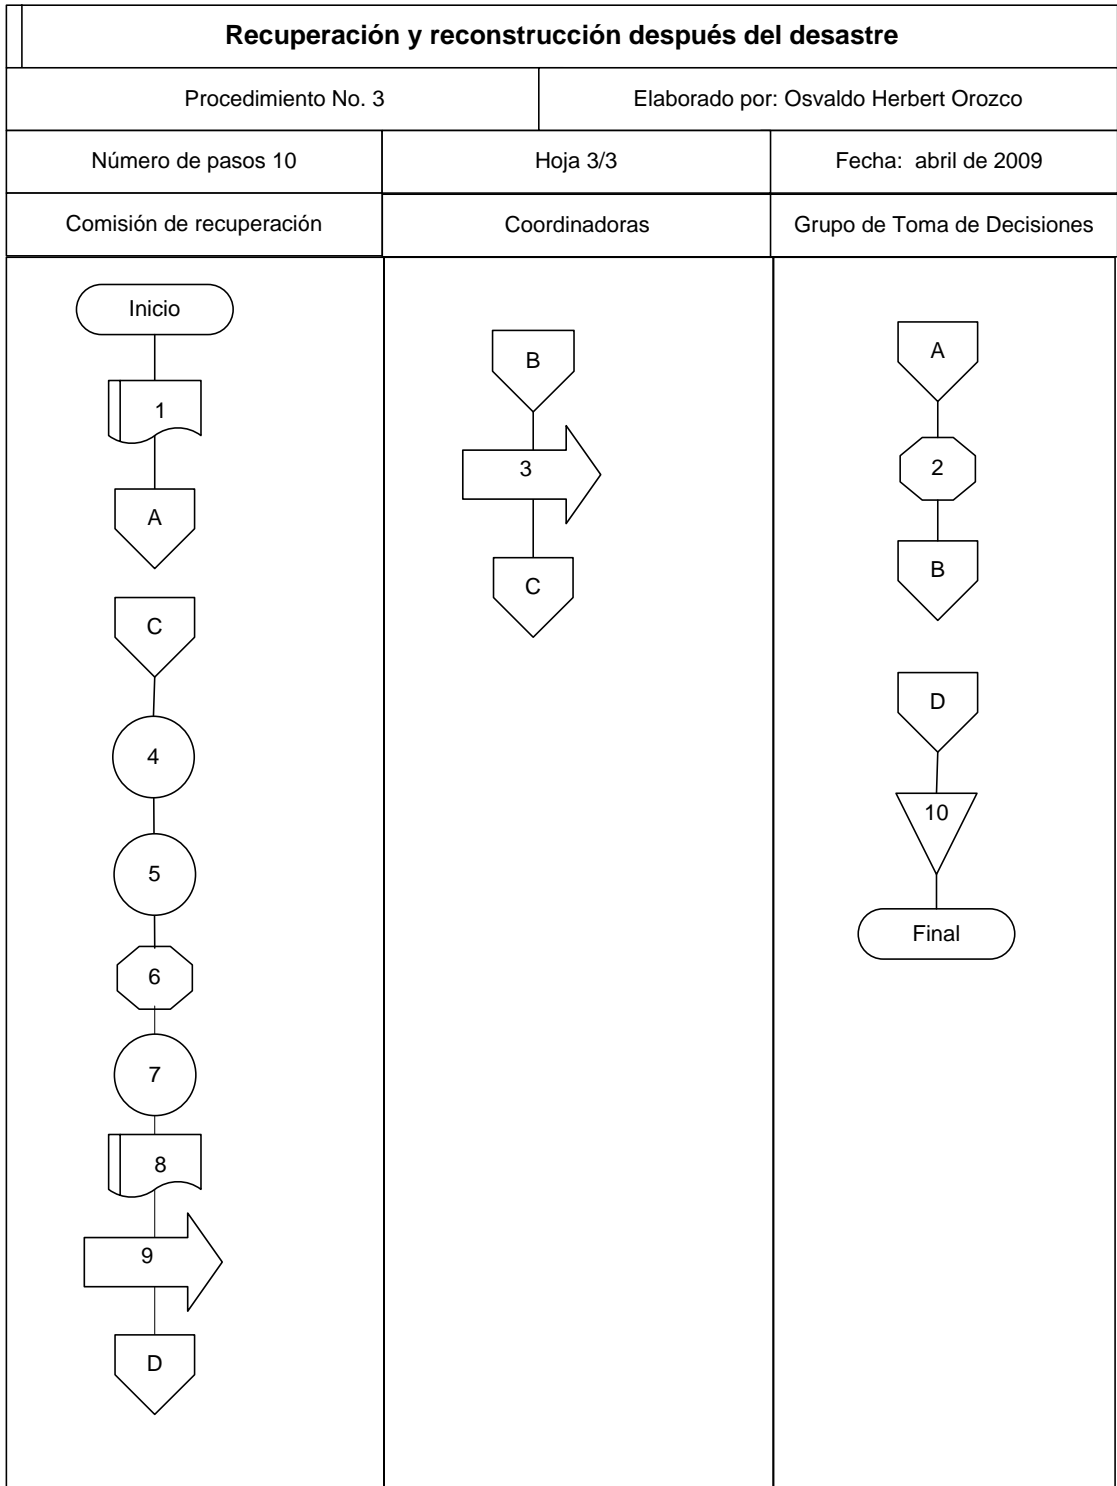 Recuperación y reconstrucción después del desastre
Procedimiento No. 3
Elaborado por: Osvaldo Herbert Orozco
Número de pasos 10
Hoja 3/3
Fecha: abril de 2009
Comisión de recuperación
Coordinadoras
Grupo de Toma de Decisiones
Inicio
1
A
C
4
5
6
7
8
9
D
B
3
C
A
2
B
D
10
Final